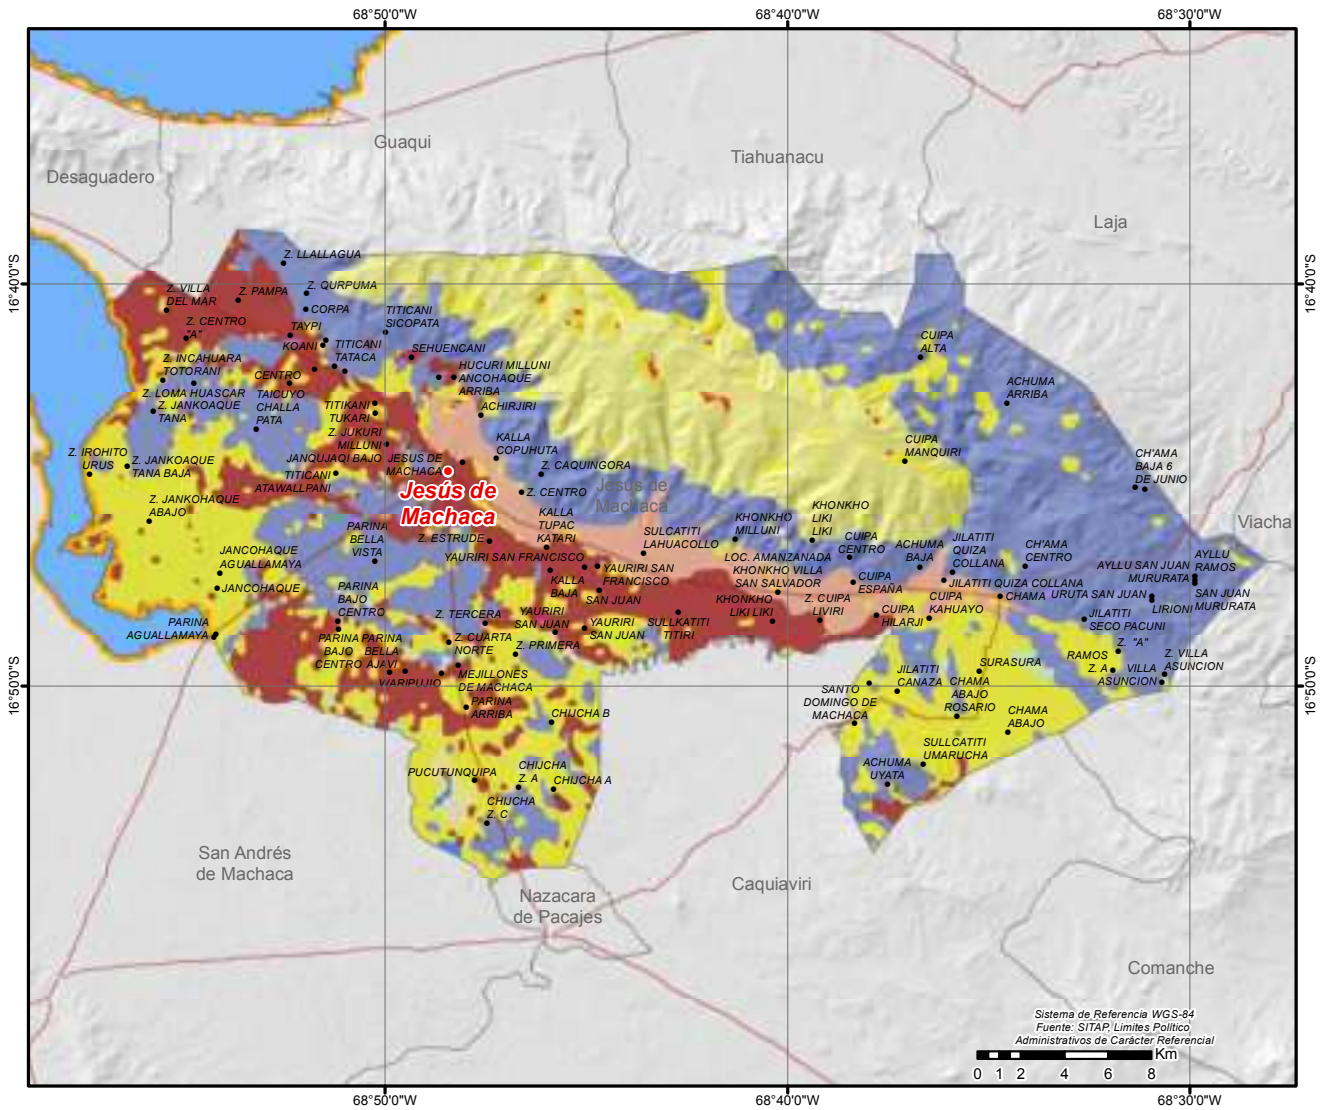 68°50'0"W
68°40'0"W
68°30'0"W
Guaqui
Tiahuanacu
Desaguadero
Laja
16°40'0"S
16°40'0"S
Z. LLALLAGUA
Z. VILLA
DEL MAR
Z. PAMPA
Z. QURPUMA
CORPA
TITICANI
SICOPATA
Z. CENTRO
"A"
TAYPI
KOANI
TITICANI
TATACA
SEHUENCANI
CUIPA
ALTA
Z. INCAHUARA
TOTORANI
CENTRO
HUCURI MILLUNI
ANCOHAQUE
ARRIBA
ACHUMA
ARRIBA
Z. LOMA HUASCAR
Z. JANKOAQUE
TANA
TAICUYO
CHALLA
PATA
TITIKANI
TUKARI
ACHIRJIRI
Z. JUKURI
MILLUNI
KALLA
COPUHUTA
CUIPA
MANQUIRI
Z. IROHITO
URUS
Z. JANKOAQUE
TANA BAJA
JANQUJAQI BAJO
JESUS DE
MACHACA
Z. CAQUINGORA
CH'AMA
BAJA 6
DE JUNIO
TITICANI
ATAWALLPANI
Jesús de
Machaca
Z. CENTRO
Jesús de
Machaca
Z. JANKOHAQUE
ABAJO
KALLA
TUPAC
KATARI
KHONKHO
MILLUNI
KHONKHO
LIKI
LIKI
Viacha
PARINA
BELLA
VISTA
Z. ESTRUDE
SULCATITI
LAHUACOLLO
CUIPA
CENTRO
ACHUMA
BAJA
JILATITI
QUIZA
COLLANA
CH'AMA
CENTRO
JANCOHAQUE
AGUALLAMAYA
YAURIRI SAN FRANCISCO
YAURIRI SAN
FRANCISCO
LOC. AMANZANADA
KHONKHO VILLA
SAN SALVADOR
AYLLU SAN JUAN
MURURATA
AYLLU
RAMOS
JANCOHAQUE
PARINA
BAJO
CENTRO
KALLA
BAJA
SAN JUAN
CUIPA
ESPAÑA
JILATITI QUIZA COLLANA
CHAMA
URUTA SAN JUAN
SAN JUAN
MURURATA
LIRIONI
KHONKHO
LIKI LIKI
Z. CUIPA
LIVIRI
CUIPA
KAHUAYO
CUIPA
HILARJI
JILATITI
SECO PACUNI
PARINA
AGUALLAMAYA
Z. TERCERA
YAURIRI
SAN JUAN
YAURIRI
SAN JUAN
SULLKATITI
TITIRI
PARINA
BAJO
CENTRO
PARINA
BELLA
AJAVI
Z. CUARTA
NORTE
Z. PRIMERA
Z. "A"
RAMOS
Z. A
Z. VILLA
ASUNCION
VILLA
ASUNCION
WARIPUJIO
MEJILLONES
DE MACHACA
SURASURA
JILATITI
CANAZA
16°50'0"S
16°50'0"S
PARINA
ARRIBA
CHIJCHA B
SANTO
DOMINGO DE
MACHACA
CHAMA
ABAJO
ROSARIO
CHAMA
ABAJO
SULLCATITI
UMARUCHA
PUCUTUNQUIPA
CHIJCHA
Z. A
CHIJCHA A
ACHUMA
UYATA
CHIJCHA
Z. C
San Andrés
de Machaca
Caquiaviri
Nazacara
de Pacajes
Comanche
Sistema de Referencia WGS-84
Fuente: SITAP, Limites Político
Administrativos de Carácter Referencial
Km
0 1 2 4 6 8
68°50'0"W
68°40'0"W
68°30'0"W